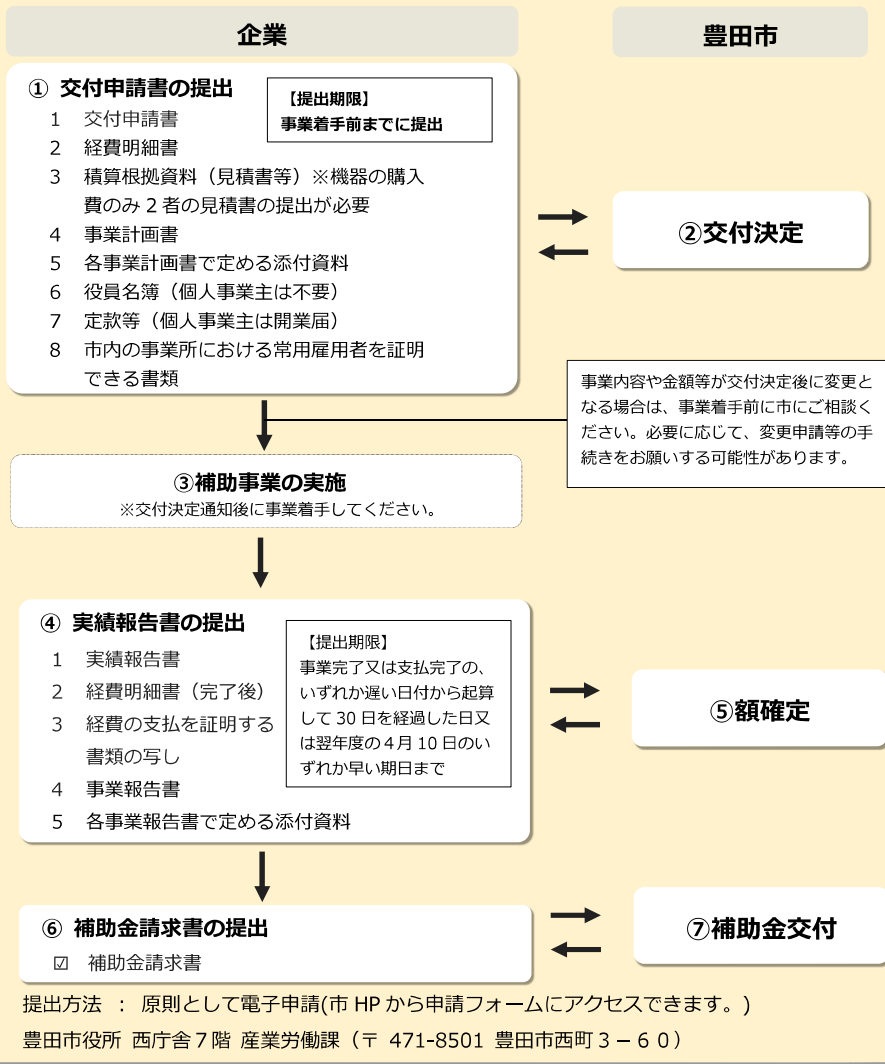 企業
豊田市
① 交付申請書の提出
【提出期限】
事業着手前までに提出
1 交付申請書
2 経費明細書
3 積算根拠資料（見積書等）※機器の購入
費のみ２者の見積書の提出が必要
4 事業計画書
5 各事業計画書で定める添付資料
6 役員名簿（個人事業主は不要）
7 定款等（個人事業主は開業届）
8 市内の事業所における常用雇用者を証明
できる書類
②交付決定
事業内容や金額等が交付決定後に変更と
なる場合は、事業着手前に市にご相談く
ださい。必要に応じて、変更申請等の手
続きをお願いする可能性があります。
③補助事業の実施
※交付決定通知後に事業着手してください。
④ 実績報告書の提出
【提出期限】
事業完了又は支払完了の、
いずれか遅い日付から起算
して 30 日を経過した日又
は翌年度の４月 10 日のい
ずれか早い期日まで
1 実績報告書
2 経費明細書（完了後）
3 経費の支払を証明する
書類の写し
4 事業報告書
5 各事業報告書で定める添付資料
⑤額確定
⑥ 補助金請求書の提出
☑ 補助金請求書
⑦補助金交付
提出方法 ： 原則として電子申請(市 HP から申請フォームにアクセスできます。)
豊田市役所 西庁舎７階 産業労働課（〒 471-8501 豊田市西町３－６０）